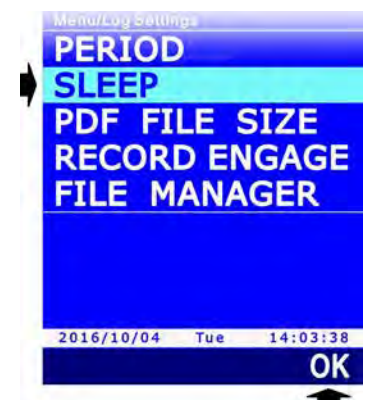 Menu/Log Settings
PERIOD
SLEEP
PDF FILE SIZE
RECORD ENGAGE
FILE MANAGER
2016/10/04 Tue 14:03:38
OK